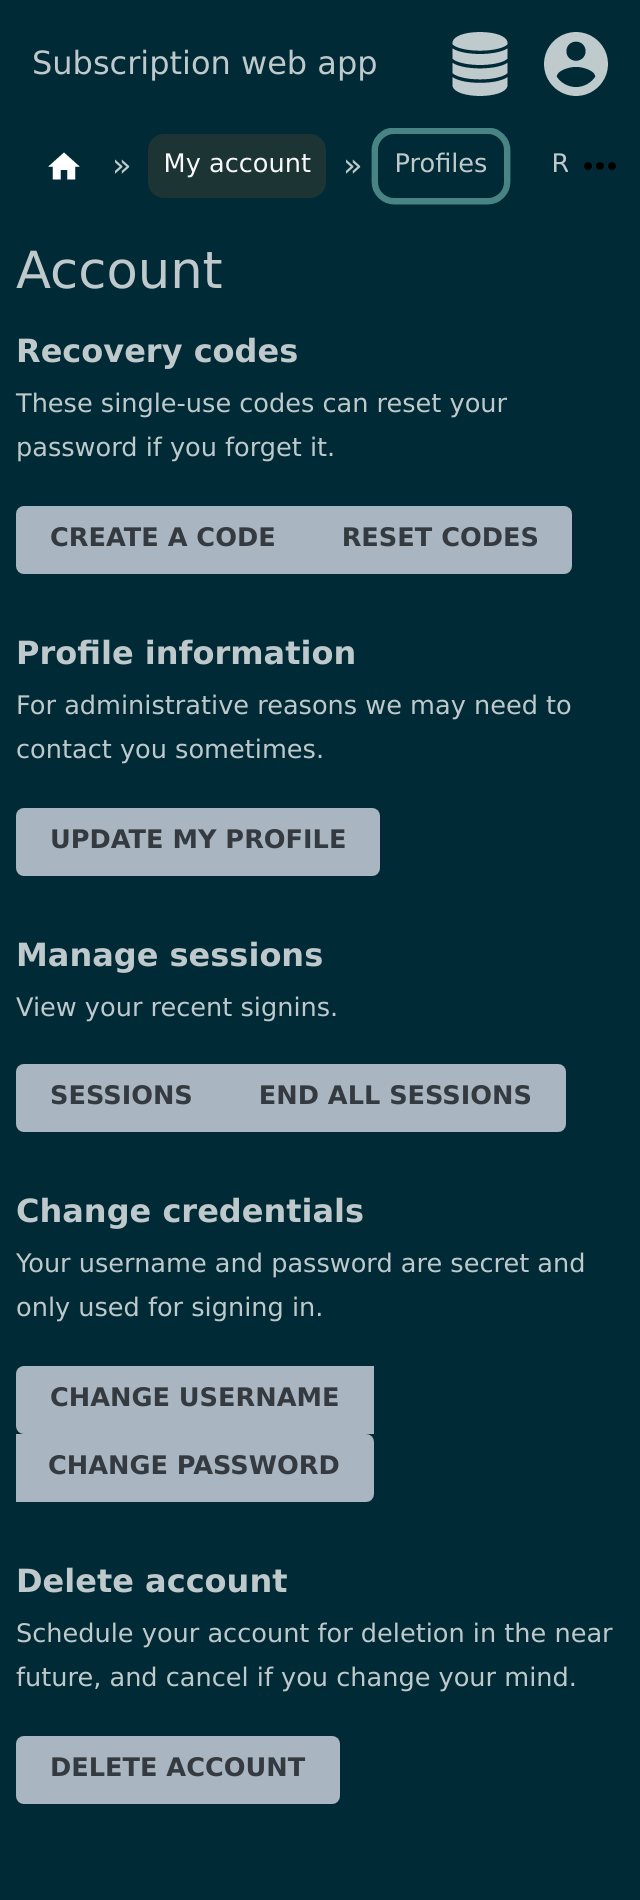 Subscription web app
» My account » Profiles R
Account
Recovery codes
These single-use codes can reset your
password if you forget it.
CREATE A CODE RESET CODES
Profile information
For administrative reasons we may need to
contact you sometimes.
UPDATE MY PROFILE
Manage sessions
View your recent signins.
SESSIONS END ALL SESSIONS
Change credentials
Your username and password are secret and
only used for signing in.
CHANGE USERNAME
CHANGE PASSWORD
Delete account
Schedule your account for deletion in the near
future, and cancel if you change your mind.
DELETE ACCOUNT